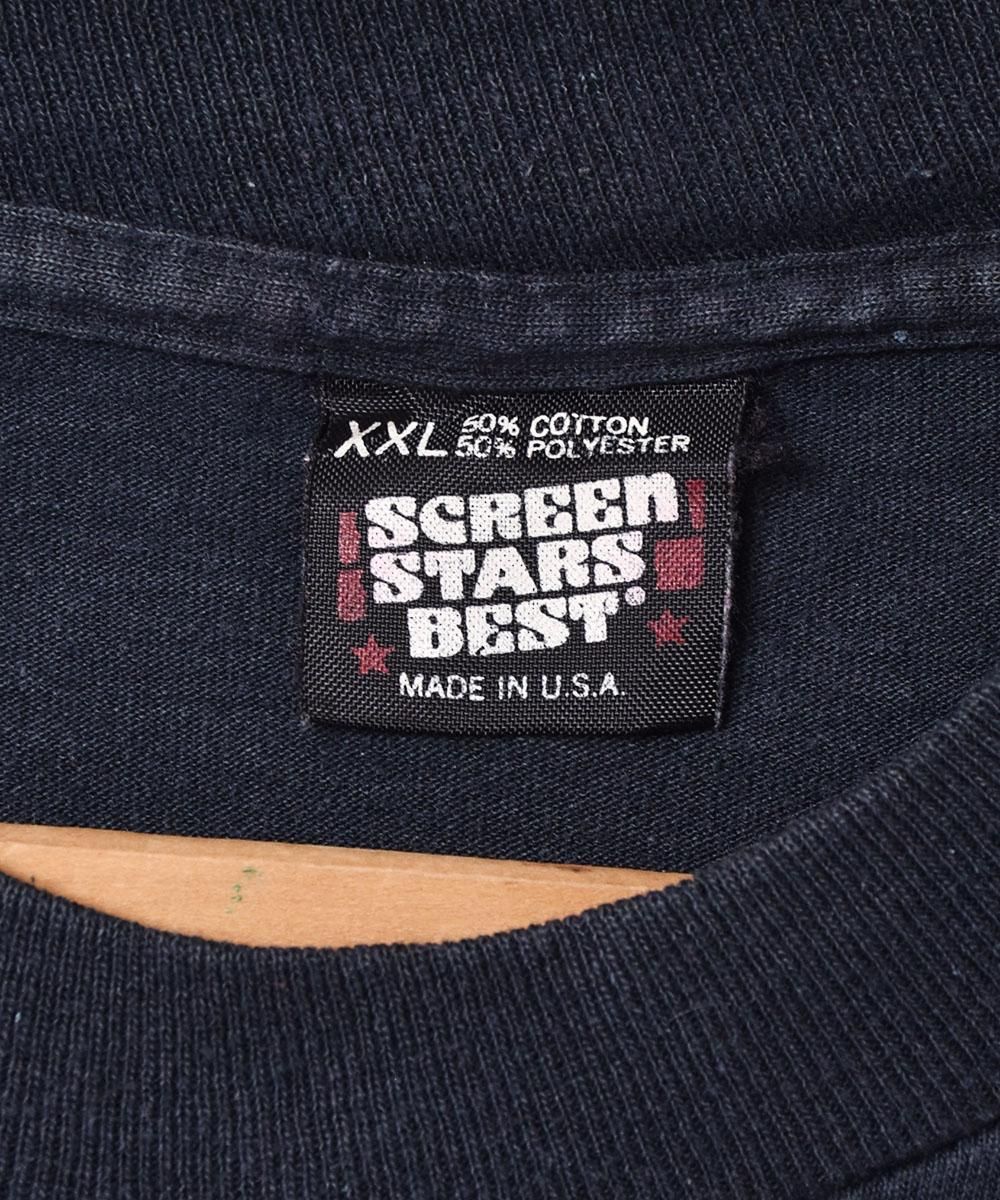 XXL 50% COTTON
50% POLYESTER
SCREEN
STARS
BEST®
MADE IN U.S.A.